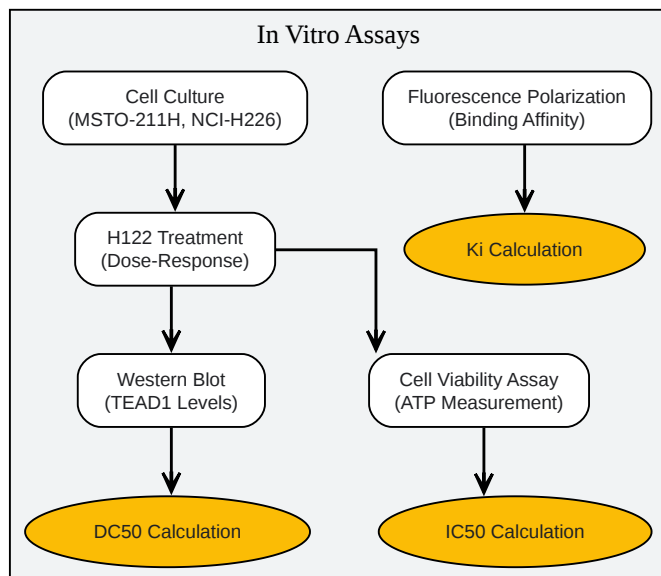 In Vitro Assays
Cell Culture
(MSTO-211H, NCI-H226)
Fluorescence Polarization
(Binding Affinity)
H122 Treatment
(Dose-Response)
Ki Calculation
Western Blot
(TEAD1 Levels)
Cell Viability Assay
(ATP Measurement)
DC50 Calculation
IC50 Calculation